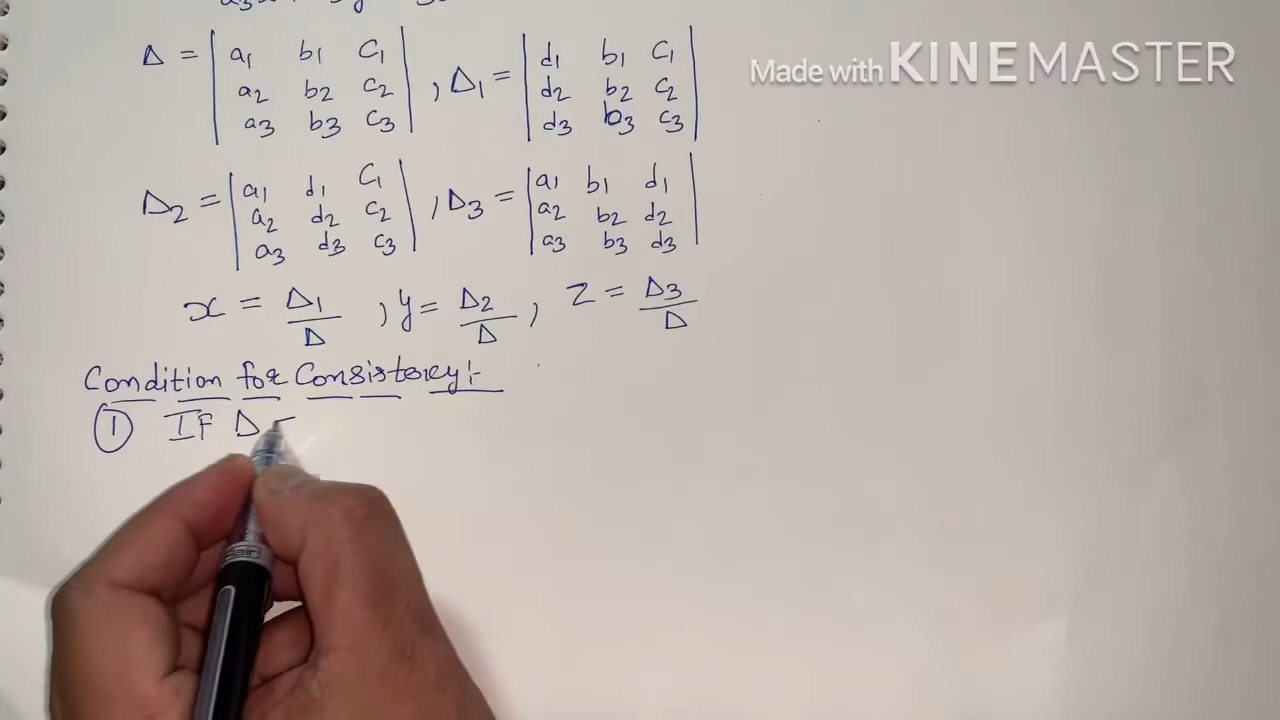 Made with KINEMASTER
Δ = | a1 b1 c1 | , Δ1 = | d1 b1 c1 |
a2 b2 c2 d2 b2 c2
a3 b3 c3 d3 b3 c3
Δ2 = | a1 d1 c1 | , Δ3 = | a1 b1 d1 |
a2 d2 c2 a2 b2 d2
a3 d3 c3 a3 b3 d3
x = Δ1/Δ , y = Δ2/Δ , z = Δ3/Δ
Condition for Consistency :-
① IF Δ